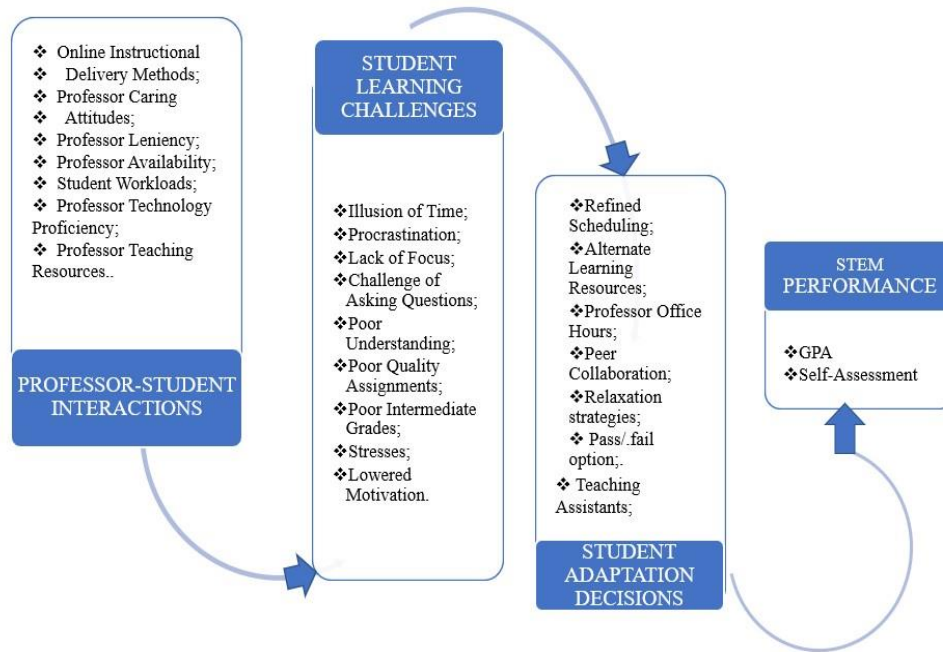 ❖ Online Instructional
❖ Delivery Methods;
❖ Professor Caring
❖ Attitudes;
❖ Professor Leniency;
❖ Professor Availability;
❖ Student Workloads;
❖ Professor Technology
Proficiency;
❖ Professor Teaching
Resources..
PROFESSOR-STUDENT
INTERACTIONS
STUDENT
LEARNING
CHALLENGES
❖Illusion of Time;
❖Procrastination;
❖Lack of Focus;
❖Challenge of
Asking Questions;
❖Poor
Understanding;
❖Poor Quality
Assignments;
❖Poor Intermediate
Grades;
❖Stresses;
❖Lowered
Motivation.
❖Refined
Scheduling;
❖Alternate
Learning
Resources;
❖Professor Office
Hours;
❖Peer
Collaboration;
❖Relaxation
strategies;
❖ Pass/.fail
option;.
❖ Teaching
Assistants;
STUDENT
ADAPTATION
DECISIONS
STEM
PERFORMANCE
❖GPA
❖Self-Assessment